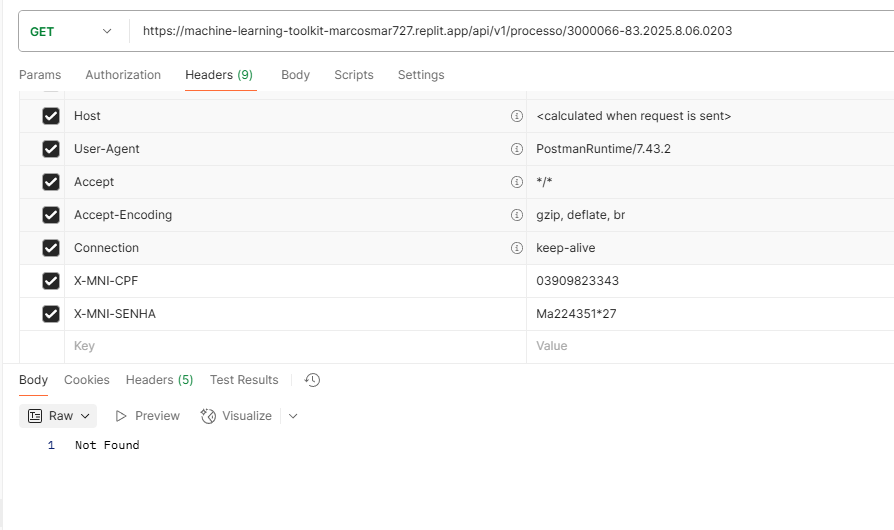 GET https://machine-learning-toolkit-marcosmar727.replit.app/api/v1/processo/3000066-83.2025.8.06.0203
Params Authorization Headers (9) Body Scripts Settings
Host <calculated when request is sent>
User-Agent PostmanRuntime/7.43.2
Accept */*
Accept-Encoding gzip, deflate, br
Connection keep-alive
X-MNI-CPF 03909823343
X-MNI-SENHA Ma224351*27
Key Value
Body Cookies Headers (5) Test Results
Raw Preview Visualize
1 Not Found